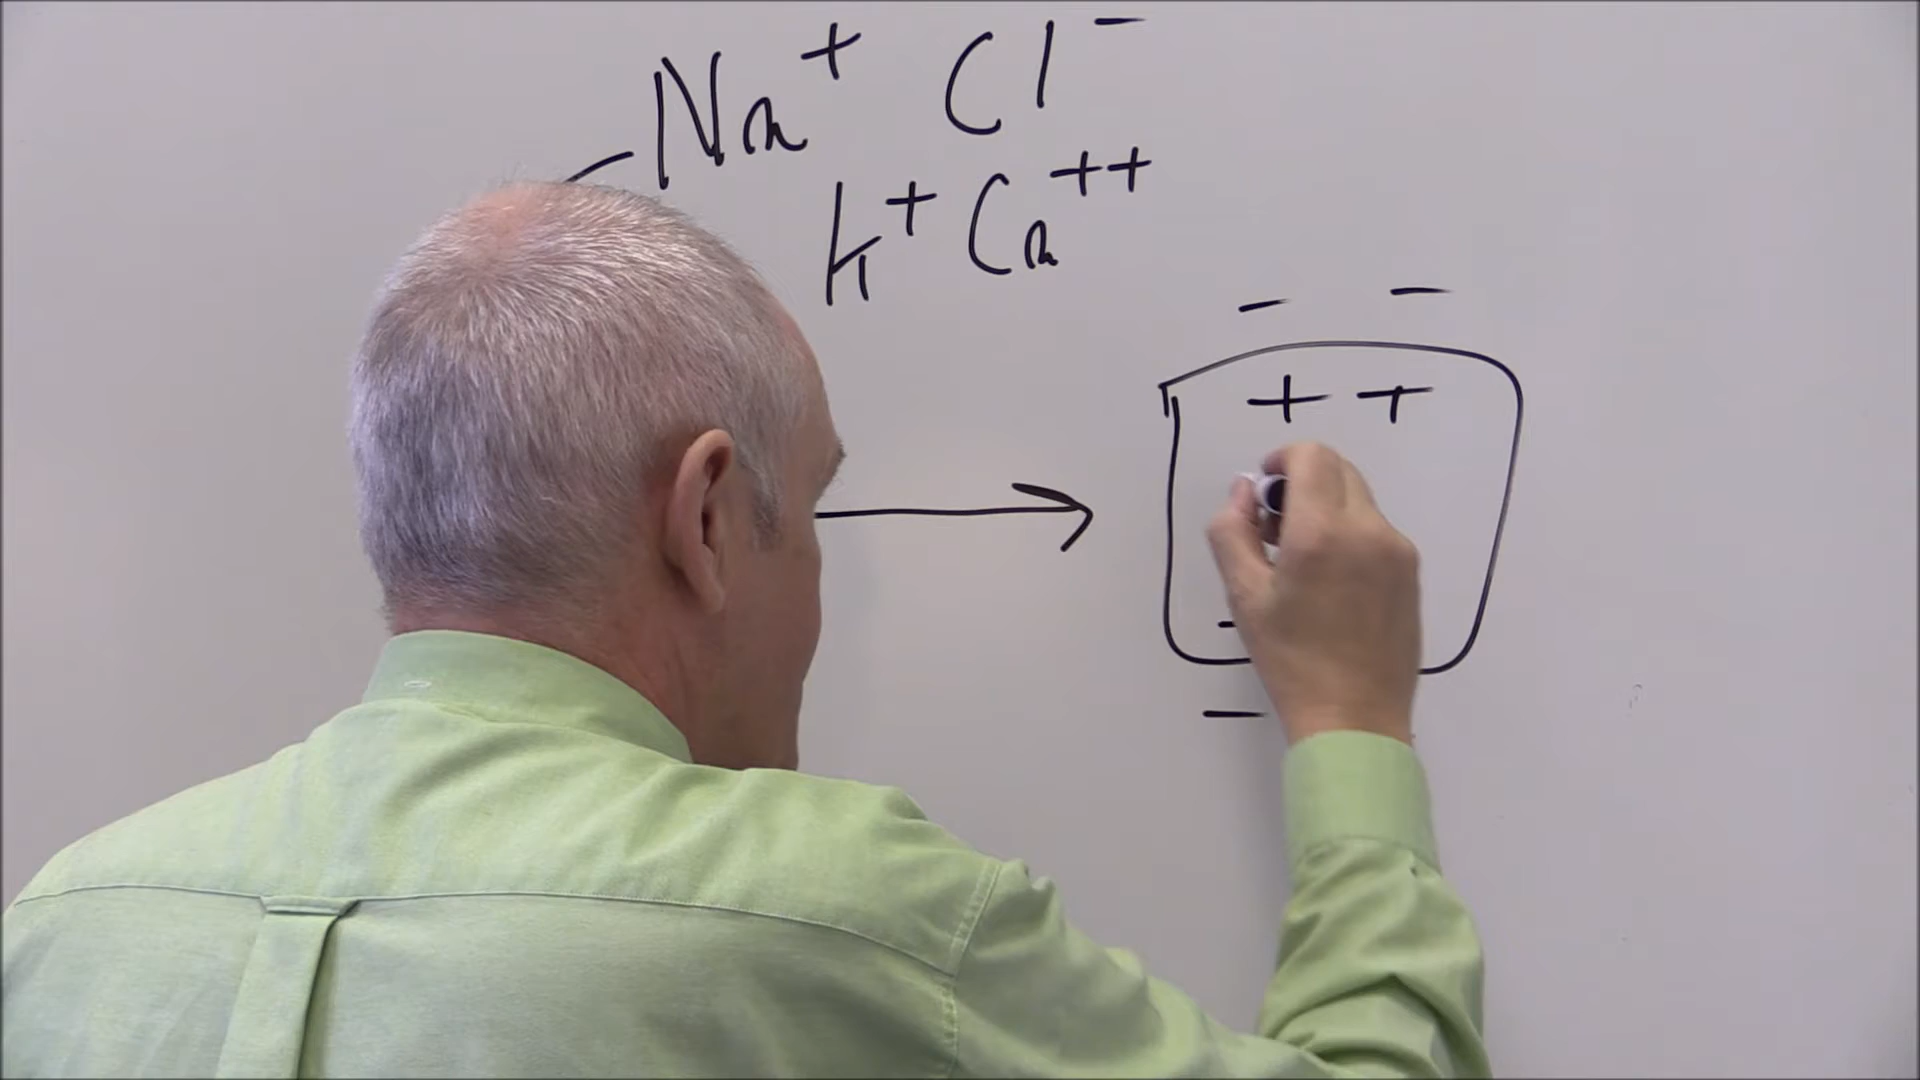 Na+ Cl-
K+ Ca++
- -
+ +
-
-